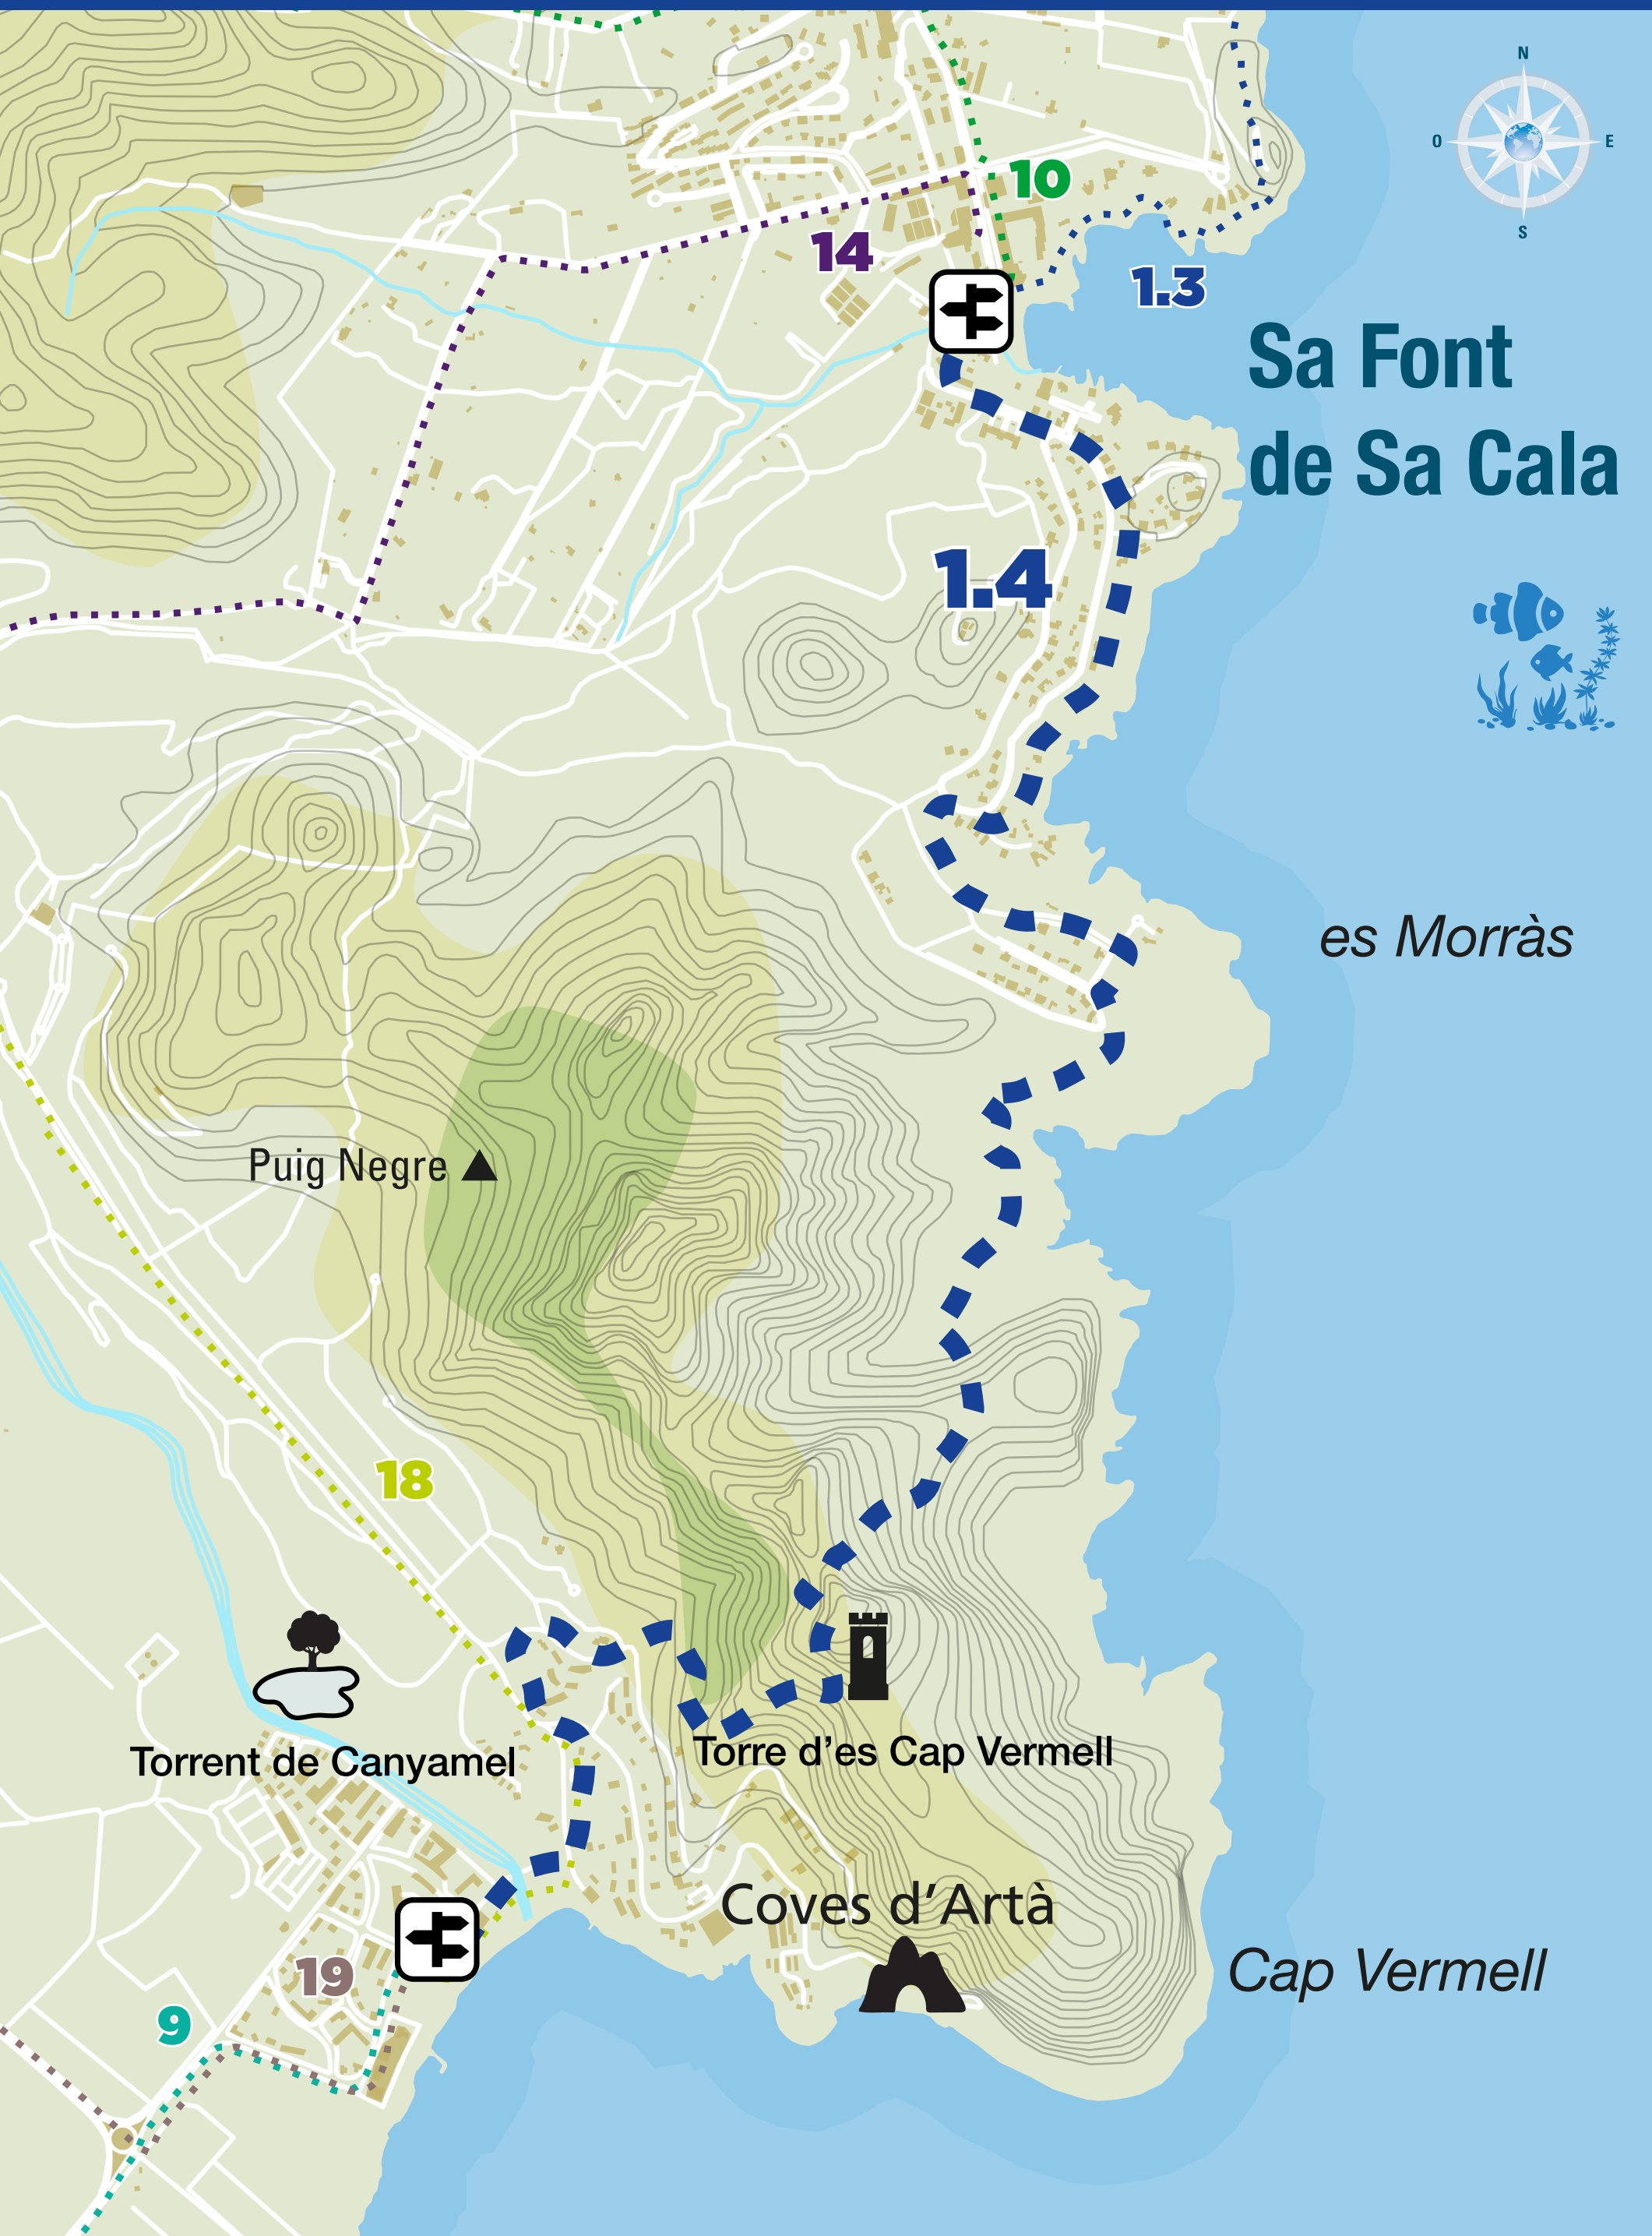 N
O
E
S
10
14
1.3
Sa Font
de Sa Cala
1.4
es Morràs
Puig Negre
18
Torrent de Canyamel
Torre d'es Cap Vermell
Coves d'Artà
Cap Vermell
19
9